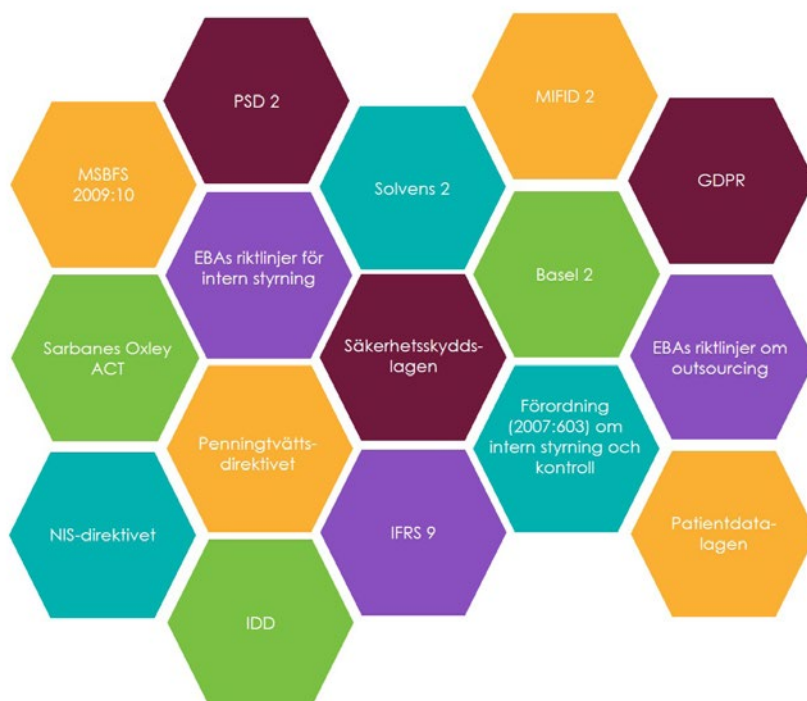 PSD 2
MIFID 2
MSBFS
2009:10
Solvens 2
GDPR
EBAs riktlinjer för
intern styrning
Basel 2
Sarbanes Oxley
ACT
Säkerhetsskydds-
lagen
EBAs riktlinjer om
outsourcing
Penningtvätts-
direktivet
Förordning
(2007:603) om
intern styrning och
kontroll
NIS-direktivet
IFRS 9
Patientdata-
lagen
IDD